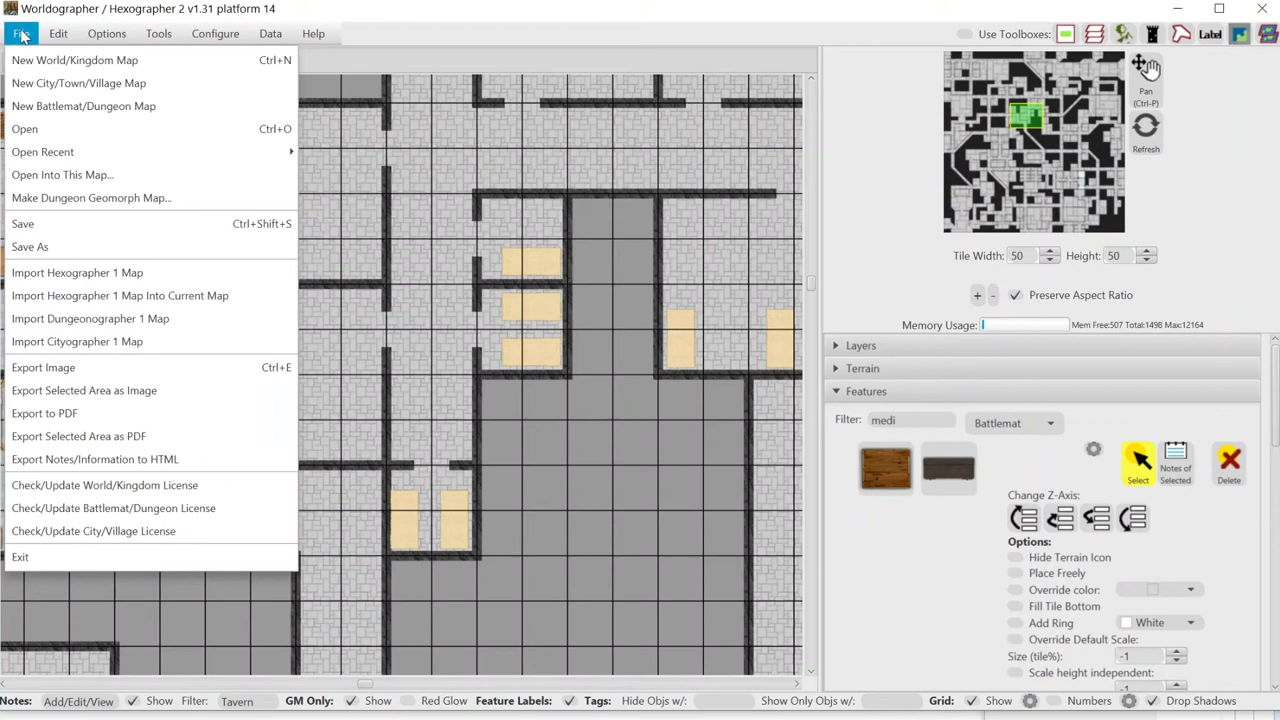 Worldographer / Hexographer 2 v1.31 platform 14
File Edit Options Tools Configure Data Help
Use Toolboxes: Label
New World/Kingdom Map Ctrl+N
New City/Town/Village Map
New Battlemat/Dungeon Map
Open Ctrl+O
Open Recent
Open Into This Map...
Make Dungeon Geomorph Map...
Save Ctrl+Shift+S
Save As
Import Hexographer 1 Map
Import Hexographer 1 Map Into Current Map
Import Dungeonographer 1 Map
Import Cityographer 1 Map
Export Image Ctrl+E
Export Selected Area as Image
Export to PDF
Export Selected Area as PDF
Export Notes/Information to HTML
Check/Update World/Kingdom License
Check/Update Battlemat/Dungeon License
Check/Update City/Village License
Exit
Pan
(Ctrl-P)
Refresh
Tile Width: 50 Height: 50
+ - Preserve Aspect Ratio
Memory Usage: Mem Free:507 Total:1498 Max:12164
Layers
Terrain
Features
Filter: medi Battlemat
Select
Notes of
Selected
Delete
Change Z-Axis:
Options:
Hide Terrain Icon
Place Freely
Override color:
Fill Tile Bottom
Add Ring White
Override Default Scale:
Size (tile%) -1
Scale height independent:
-1
Notes: Add/Edit/View Show Filter: Tavern GM Only: Show Red Glow Feature Labels: Tags: Hide Objs w/: Show Only Objs w/: Grid: Show Numbers Drop Shadows